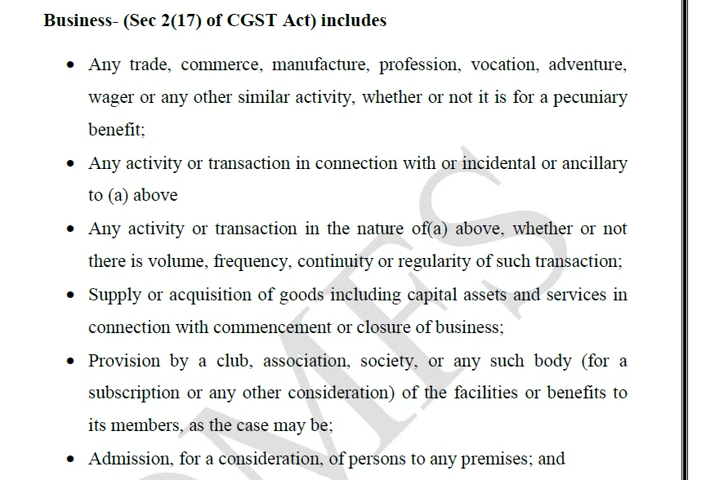 Business- (Sec 2(17) of CGST Act) includes
• Any trade, commerce, manufacture, profession, vocation, adventure,
wager or any other similar activity, whether or not it is for a pecuniary
benefit;
• Any activity or transaction in connection with or incidental or ancillary
to (a) above
• Any activity or transaction in the nature of(a) above, whether or not
there is volume, frequency, continuity or regularity of such transaction;
• Supply or acquisition of goods including capital assets and services in
connection with commencement or closure of business;
• Provision by a club, association, society, or any such body (for a
subscription or any other consideration) of the facilities or benefits to
its members, as the case may be;
• Admission, for a consideration, of persons to any premises; and